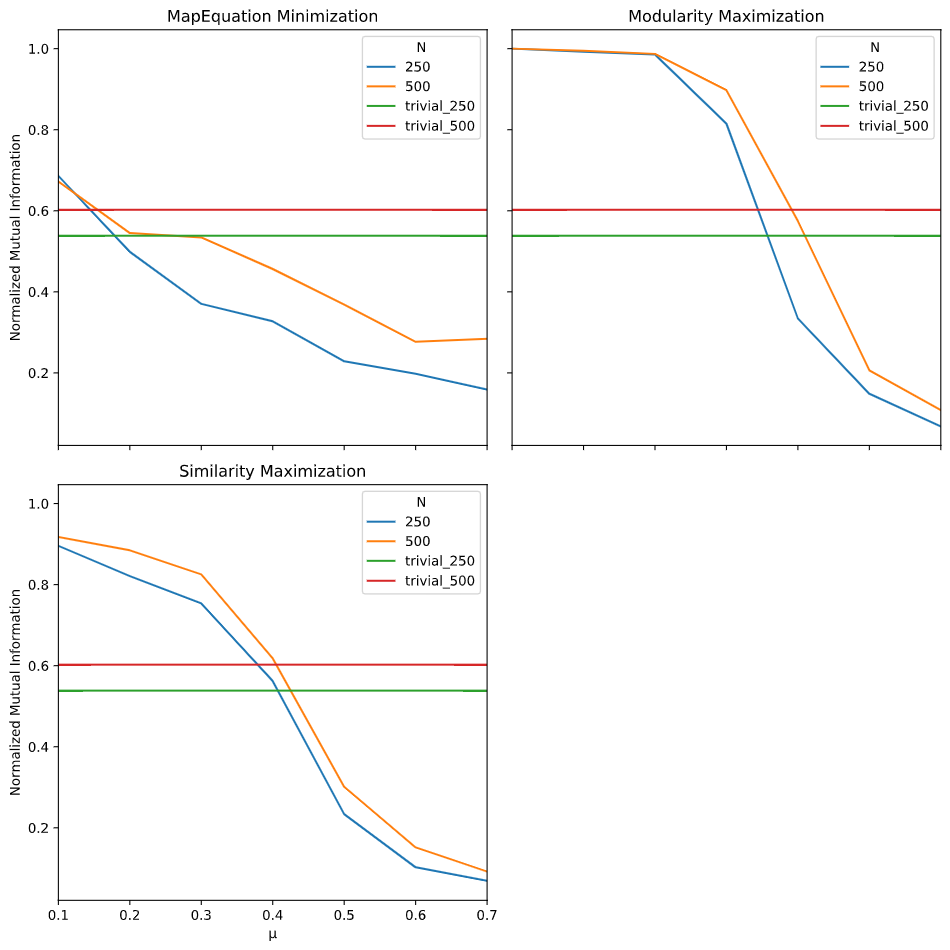 MapEquation Minimization
Normalized Mutual Information
1.0
0.8
0.6
0.4
0.2
N
250
500
trivial_250
trivial_500
Modularity Maximization
N
250
500
trivial_250
trivial_500
Similarity Maximization
Normalized Mutual Information
1.0
0.8
0.6
0.4
0.2
N
250
500
trivial_250
trivial_500
0.1 0.2 0.3 0.4 0.5 0.6 0.7
μ